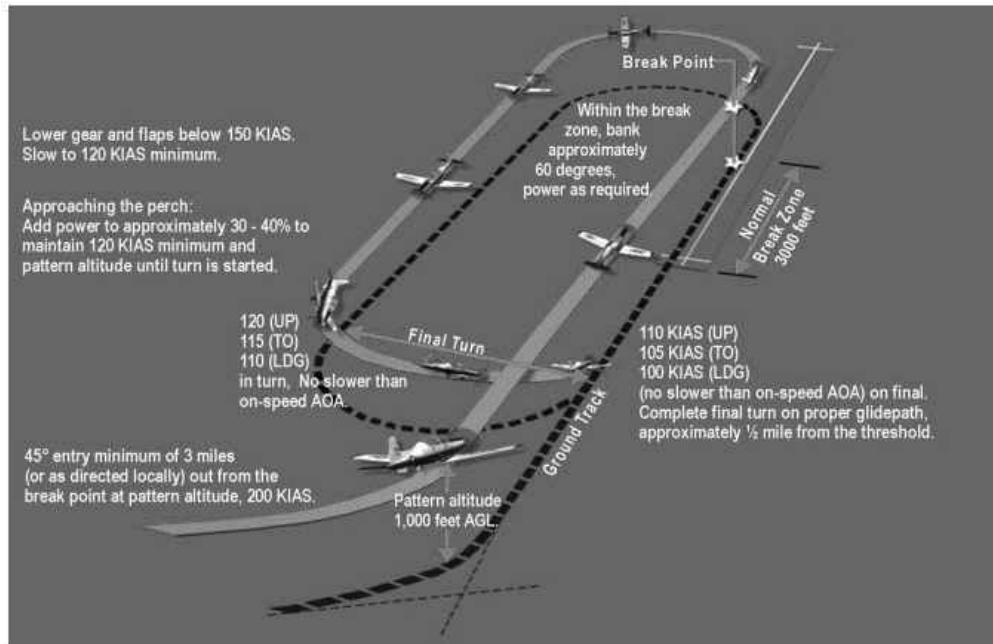 Break Point
Within the break
zone, bank
approximately
60 degrees,
power as required.
Lower gear and flaps below 150 KIAS.
Slow to 120 KIAS minimum.
Approaching the perch:
Add power to approximately 30 - 40% to
maintain 120 KIAS minimum and
pattern altitude until turn is started.
Normal
Break Zone
3000 feet
120 (UP)
115 (TO)
110 (LDG)
in turn, No slower than
on-speed AOA.
Final Turn
110 KIAS (UP)
105 KIAS (TO)
100 KIAS (LDG)
(no slower than on-speed AOA) on final.
Complete final turn on proper glidepath,
approximately ½ mile from the threshold.
Ground Track
45° entry minimum of 3 miles
(or as directed locally) out from the
break point at pattern altitude, 200 KIAS.
Pattern altitude
1,000 feet AGL.